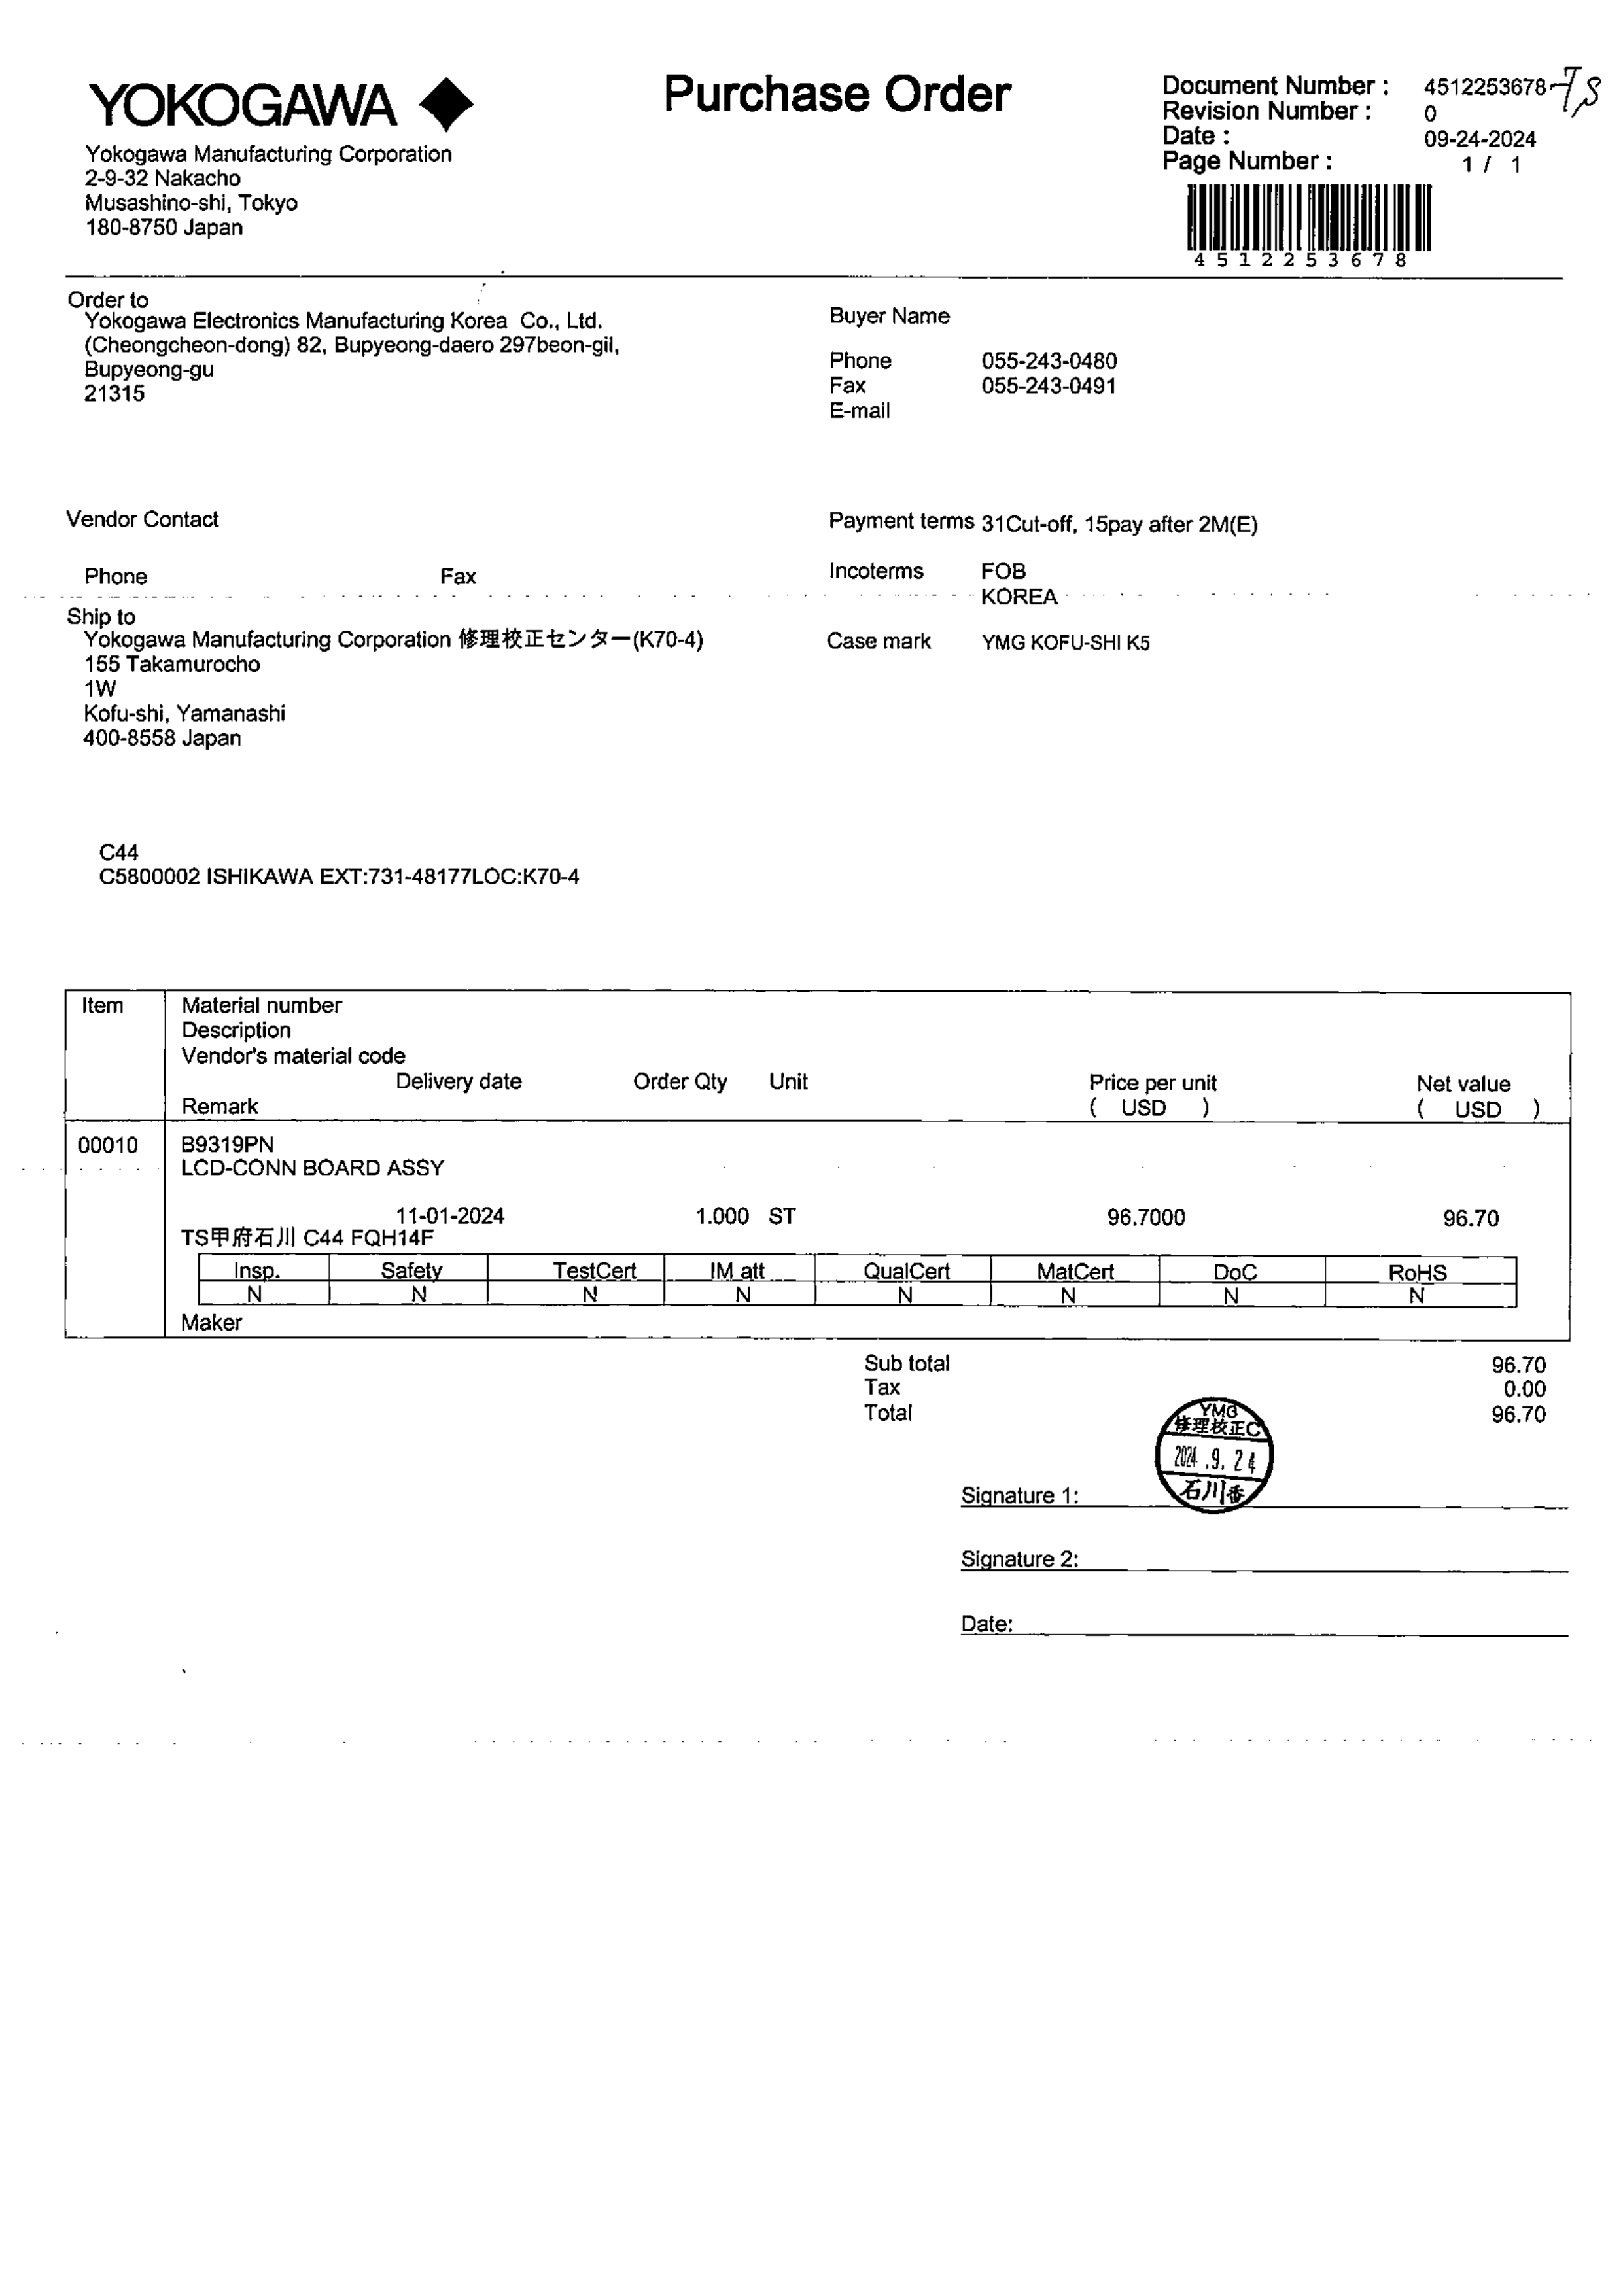 YOKOGAWA
Purchase Order
Document Number : 4512253678-TS
Revision Number : 0
Date : 09-24-2024
Page Number : 1 / 1
4512253678
Yokogawa Manufacturing Corporation
2-9-32 Nakacho
Musashino-shi, Tokyo
180-8750 Japan
Order to
Yokogawa Electronics Manufacturing Korea Co., Ltd.
(Cheongcheon-dong) 82, Bupyeong-daero 297beon-gil,
Bupyeong-gu
21315
Buyer Name
Phone 055-243-0480
Fax 055-243-0491
E-mail
Vendor Contact
Phone Fax
Payment terms 31Cut-off, 15pay after 2M(E)
Incoterms FOB
KOREA
Ship to
Yokogawa Manufacturing Corporation 修理校正センター(K70-4)
155 Takamurocho
1W
Kofu-shi, Yamanashi
400-8558 Japan
Case mark YMG KOFU-SHI K5
C44
C5800002 ISHIKAWA EXT:731-48177LOC:K70-4
Item Material number
Description
Vendor's material code
Delivery date Order Qty Unit Price per unit Net value
Remark ( USD ) ( USD )
00010 B9319PN
LCD-CONN BOARD ASSY
11-01-2024 1.000 ST 96.7000 96.70
TS甲府石川 C44 FQH14F
Insp. Safety TestCert IM att QualCert MatCert DoC RoHS
N N N N N N N N
Maker
Sub total 96.70
Tax 0.00
Total 96.70
YMG
修理校正C
2024.9.24
石川香
Signature 1:
Signature 2:
Date: